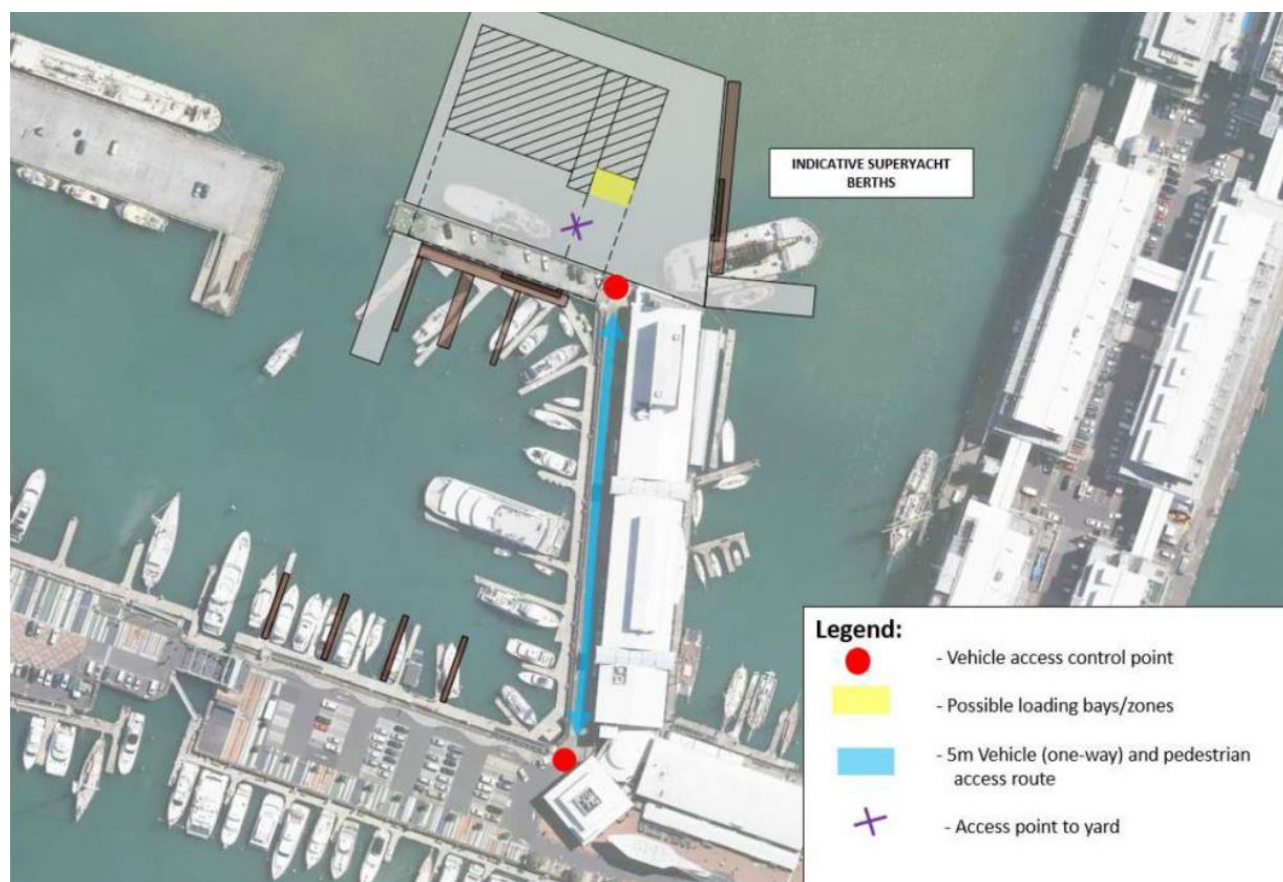 INDICATIVE SUPERYACHT
BERTHS
Legend:
- Vehicle access control point
- Possible loading bays/zones
- 5m Vehicle (one-way) and pedestrian
access route
- Access point to yard